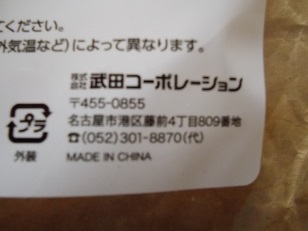 てください。
外気温など)によって異なります。
株式会社 武田コーポレーション
〒455-0855
名古屋市港区藤前4丁目809番地
☎(052)301-8870(代)
プラ
外装
MADE IN CHINA